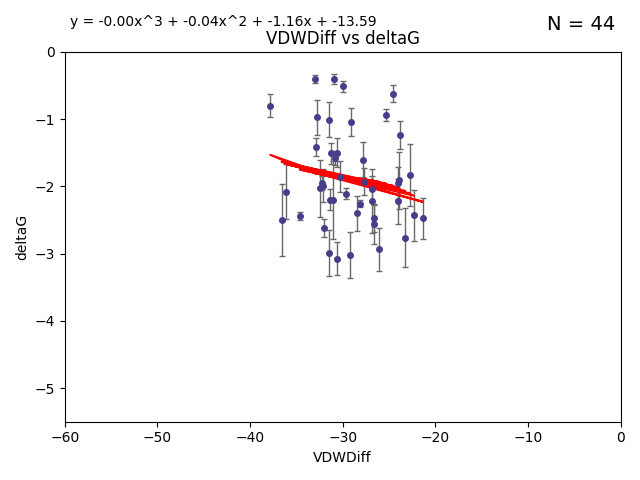 y = -0.00x^3 + -0.04x^2 + -1.16x + -13.59
N = 44
VDWDiff vs deltaG
0
−1
−2
−3
−4
−5
deltaG
−60 −50 −40 −30 −20 −10 0
VDWDiff